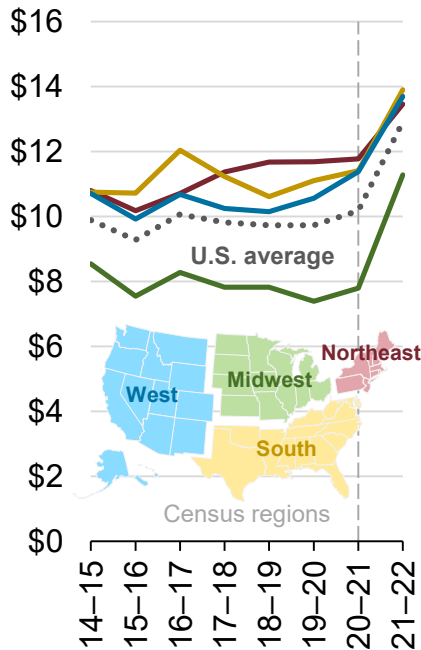 $16
$14
$12
$10
U.S. average
$8
$6
Northeast
West
Midwest
$4
South
$2
Census regions
$0
14–15
15–16
16–17
17–18
18–19
19–20
20–21
21–22